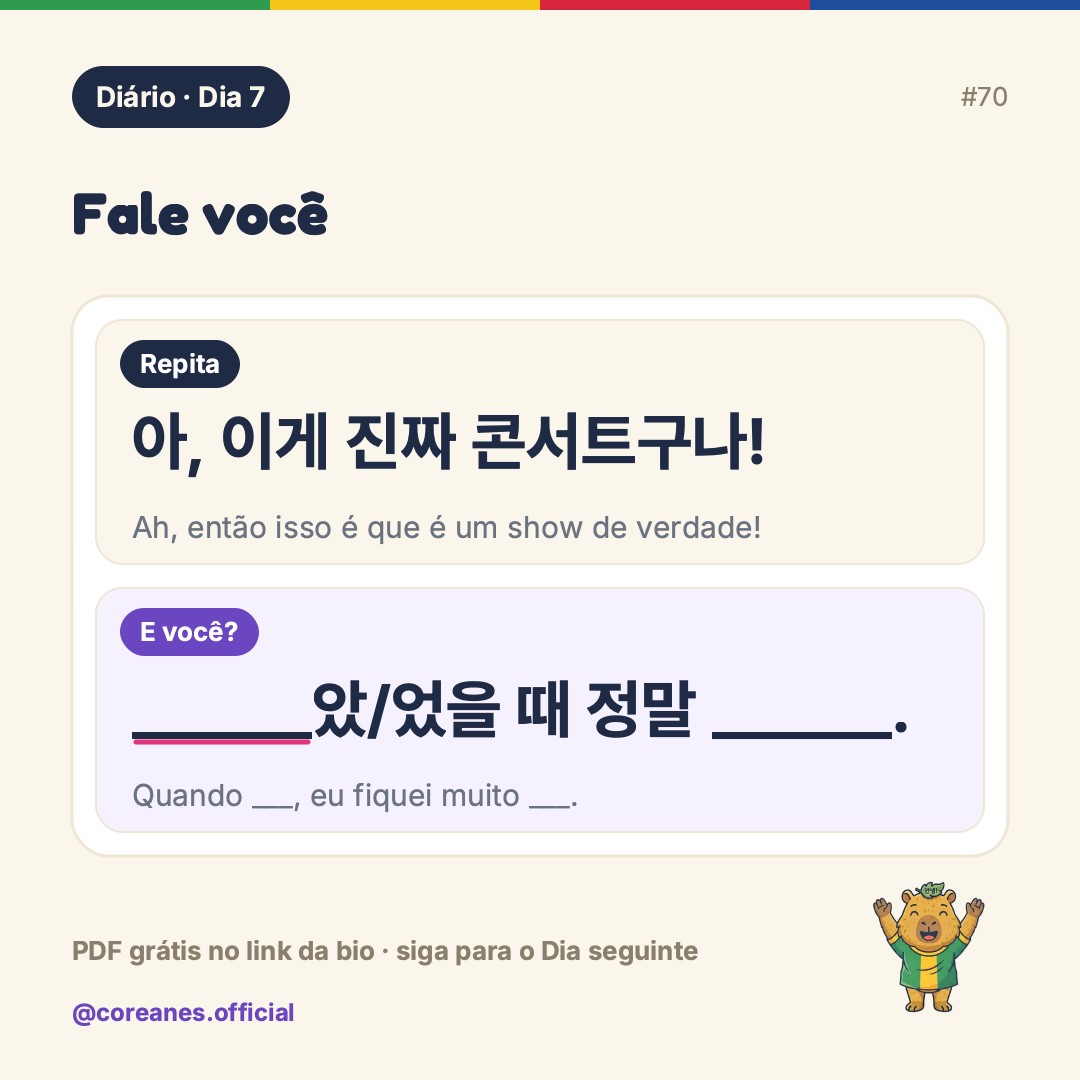 Diário · Dia 7
#70
Fale você
Repita
아, 이게 진짜 콘서트구나!
Ah, então isso é que é um show de verdade!
E você?
______았/었을 때 정말 ______.
Quando ___, eu fiquei muito ___.
PDF grátis no link da bio · siga para o Dia seguinte
@coreanes.official